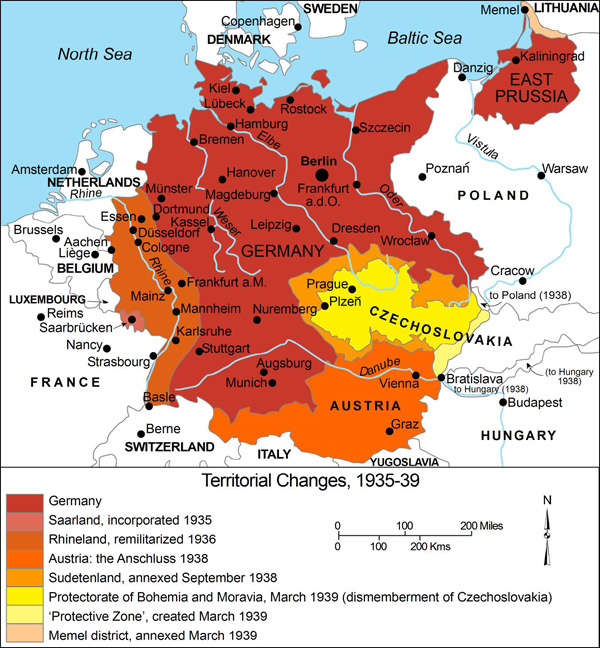 SWEDEN
LITHUANIA
Memel
Copenhagen
DENMARK
North Sea
Baltic Sea
Kaliningrad
Danzig
EAST
PRUSSIA
Kiel
Lübeck
Rostock
Hamburg
Szczecin
Bremen
Elbe
Vistula
Berlin
Poznań
Warsaw
Amsterdam
NETHERLANDS
Rhine
Hanover
Magdeburg
Frankfurt
a.d.O.
Oder
POLAND
Münster
Dortmund
Essen
Kassel
Weser
Leipzig
Dresden
Wroclaw
Brussels
Düsseldorf
Aachen
Cologne
Liège
BELGIUM
GERMANY
Rhine
Cracow
Frankfurt a.M.
Prague
to Poland (1938)
LUXEMBOURG
Mainz
Plzeň
CZECHOSLOVAKIA
Reims
Saarbrücken
Mannheim
Nuremberg
Karlsruhe
Nancy
Strasbourg
Stuttgart
Augsburg
Danube
(to Hungary
1938)
FRANCE
Munich
Vienna
Bratislava
to Hungary (1938)
Basle
AUSTRIA
Budapest
Berne
SWITZERLAND
Graz
HUNGARY
ITALY
YUGOSLAVIA
Territorial Changes, 1935-39
Germany
Saarland, incorporated 1935
Rhineland, remilitarized 1936
Austria: the Anschluss 1938
Sudetenland, annexed September 1938
Protectorate of Bohemia and Moravia, March 1939 (dismemberment of Czechoslovakia)
‘Protective Zone’, created March 1939
Memel district, annexed March 1939
N
0 100 200 Miles
0 100 200 Kms